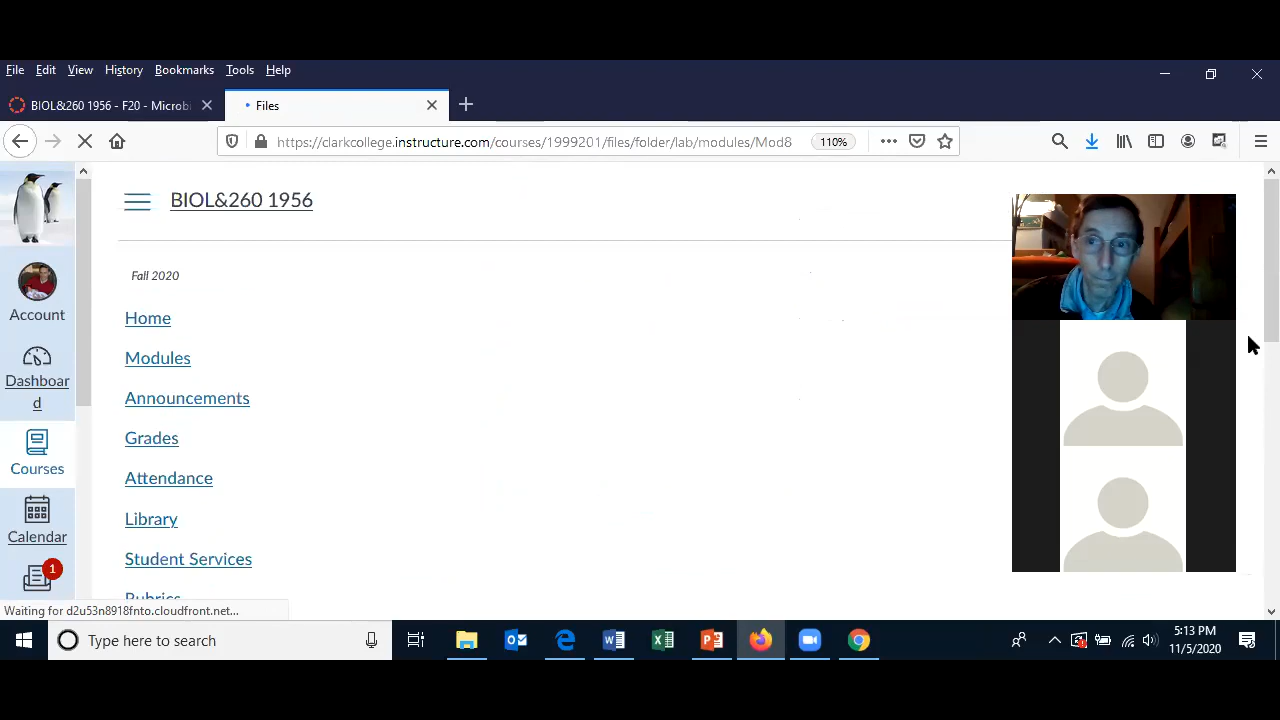 File Edit View History Bookmarks Tools Help
BIOL&260 1956 - F20 - Microbi
Files
https://clarkcollege.instructure.com/courses/1999201/files/folder/lab/modules/Mod8
110%
BIOL&260 1956
Fall 2020
Home
Modules
Announcements
Grades
Attendance
Library
Student Services
Rubrics
Account
Dashboar
d
Courses
Calendar
1
Waiting for d2u53n8918fnto.cloudfront.net...
Type here to search
5:13 PM
11/5/2020